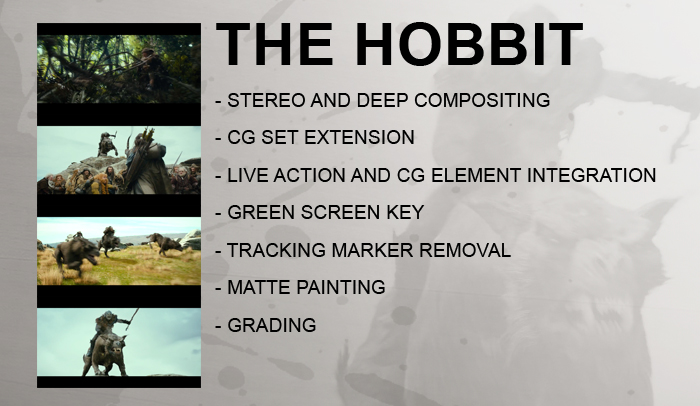 THE HOBBIT
- STEREO AND DEEP COMPOSITING
- CG SET EXTENSION
- LIVE ACTION AND CG ELEMENT INTEGRATION
- GREEN SCREEN KEY
- TRACKING MARKER REMOVAL
- MATTE PAINTING
- GRADING